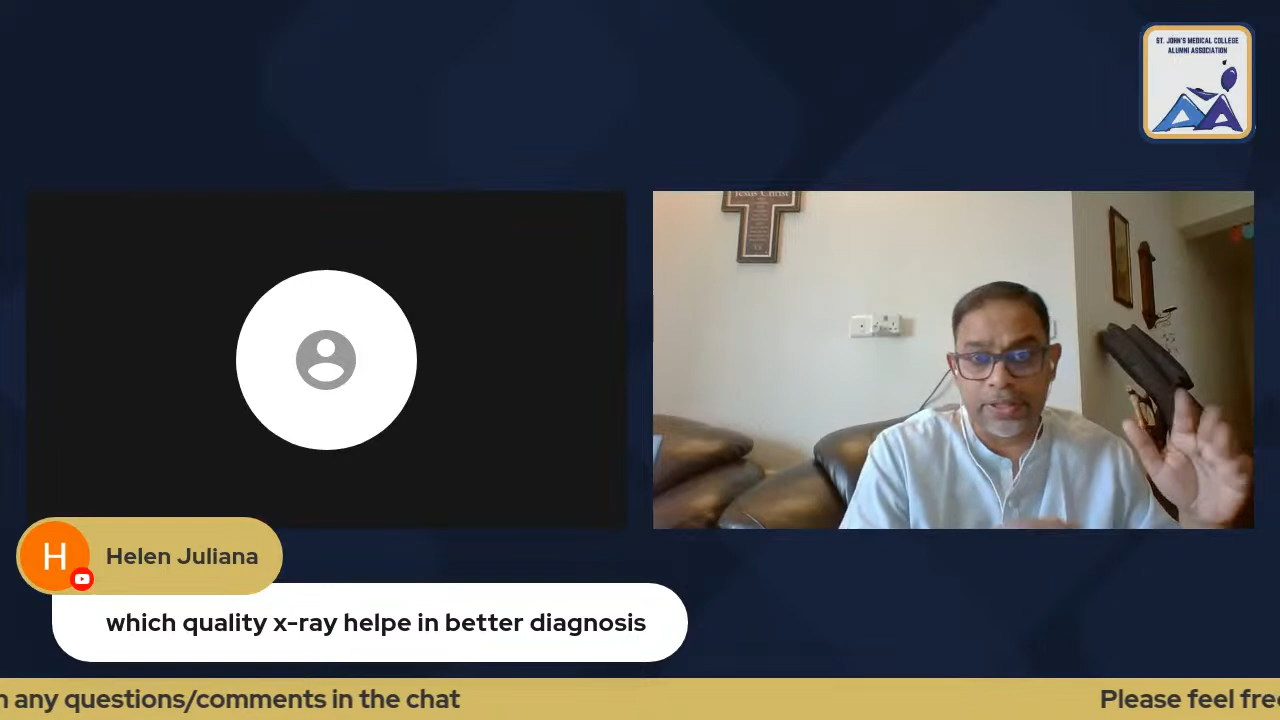 ST. JOHN'S MEDICAL COLLEGE
ALUMNI ASSOCIATION
Jesus Christ
H
Helen Juliana
which quality x-ray helpe in better diagnosis
n any questions/comments in the chat
Please feel free